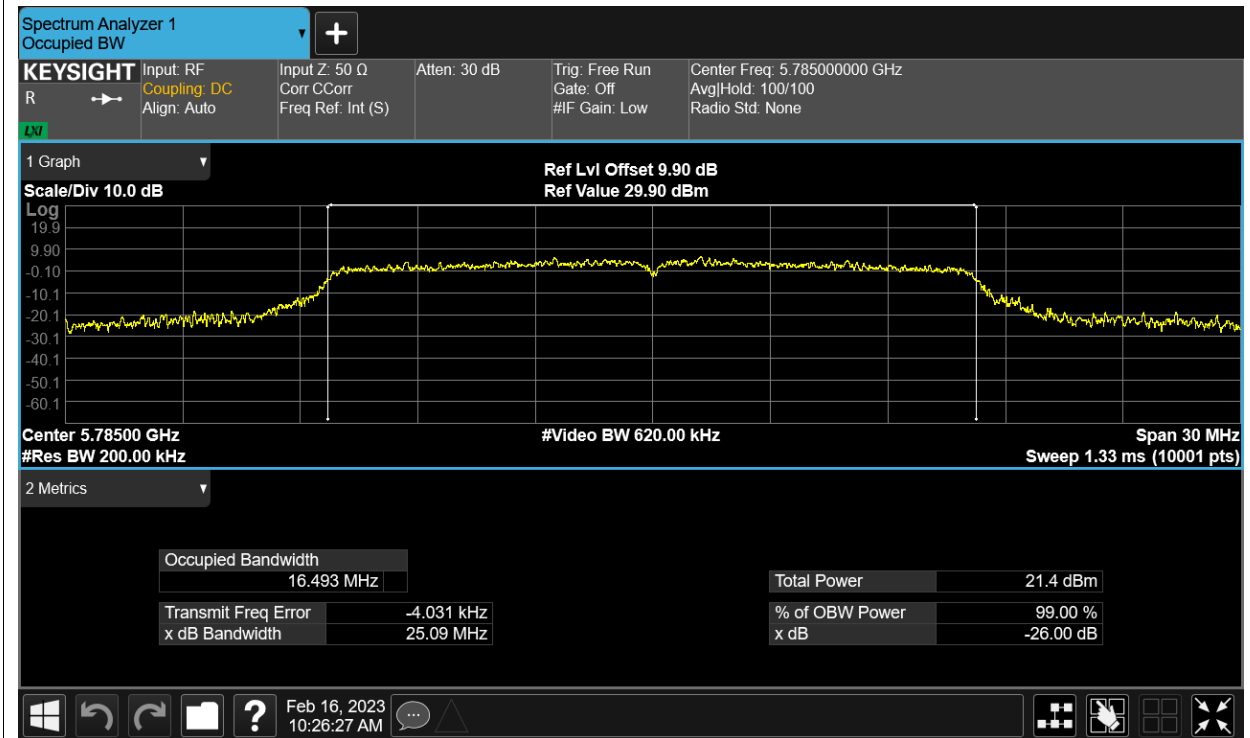 Spectrum Analyzer 1
Occupied BW
KEYSIGHT
R
LXI
Input: RF
Coupling: DC
Align: Auto
Input Z: 50 Ω
Corr CCorr
Freq Ref: Int (S)
Atten: 30 dB
Trig: Free Run
Gate: Off
#IF Gain: Low
Center Freq: 5.785000000 GHz
Avg|Hold: 100/100
Radio Std: None
1 Graph
Scale/Div 10.0 dB
Ref Lvl Offset 9.90 dB
Ref Value 29.90 dBm
Log
19.9
9.90
-0.10
-10.1
-20.1
-30.1
-40.1
-50.1
-60.1
Center 5.78500 GHz
#Video BW 620.00 kHz
Span 30 MHz
#Res BW 200.00 kHz
Sweep 1.33 ms (10001 pts)
2 Metrics
Occupied Bandwidth
16.493 MHz
Total Power 21.4 dBm
Transmit Freq Error -4.031 kHz
% of OBW Power 99.00 %
x dB Bandwidth 25.09 MHz
x dB -26.00 dB
?
Feb 16, 2023
10:26:27 AM